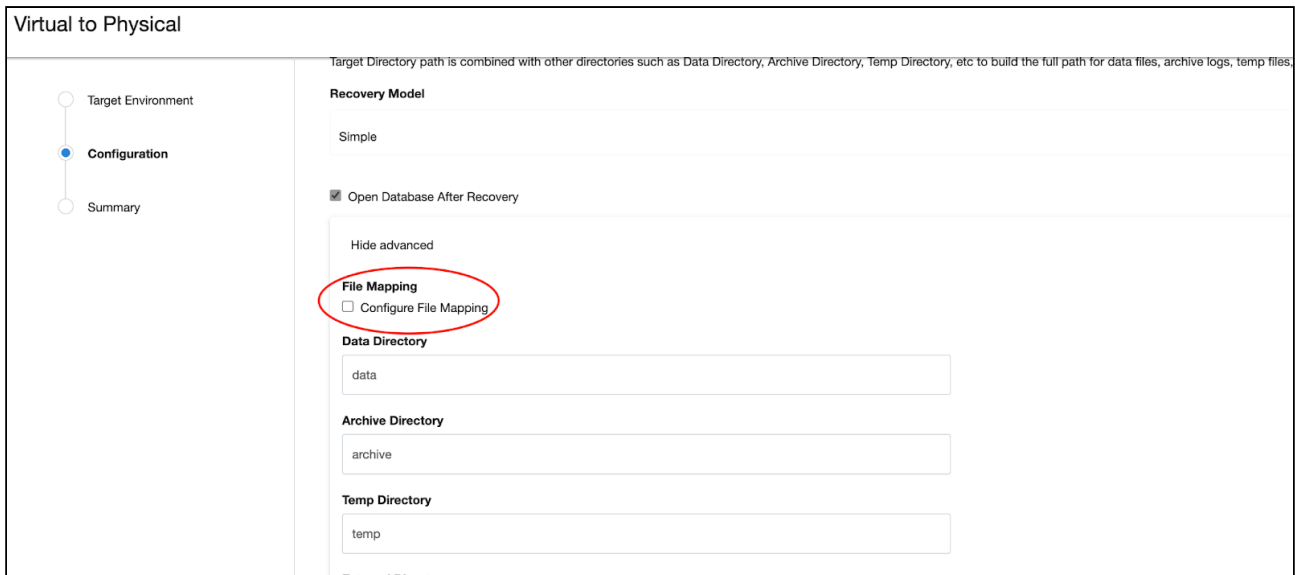 Virtual to Physical
Target Directory path is combined with other directories such as Data Directory, Archive Directory, Temp Directory, etc to build the full path for data files, archive logs, temp files,
Target Environment
Configuration
Summary
Recovery Model
Simple
Open Database After Recovery
Hide advanced
File Mapping
Configure File Mapping
Data Directory
data
Archive Directory
archive
Temp Directory
temp